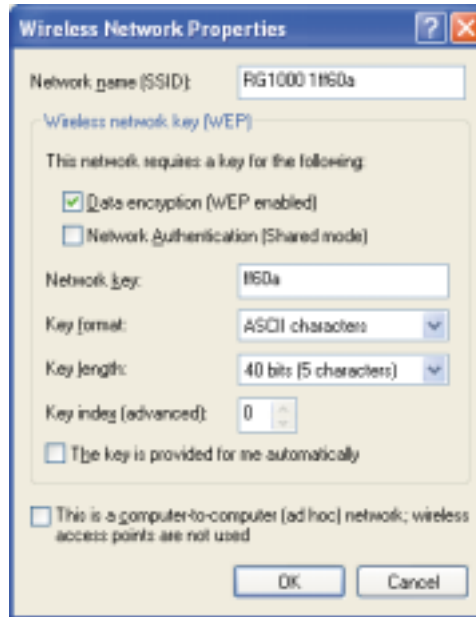 Wireless Network Properties
Network name (SSID): RG1000 1ff60a
Wireless network key (WEP)
This network requires a key for the following:
Data encryption (WEP enabled)
Network Authentication (Shared mode)
Network key: ff60a
Key format: ASCII characters
Key length: 40 bits (5 characters)
Key index (advanced): 0
The key is provided for me automatically
This is a computer-to-computer (ad hoc) network; wireless
access points are not used
OK Cancel